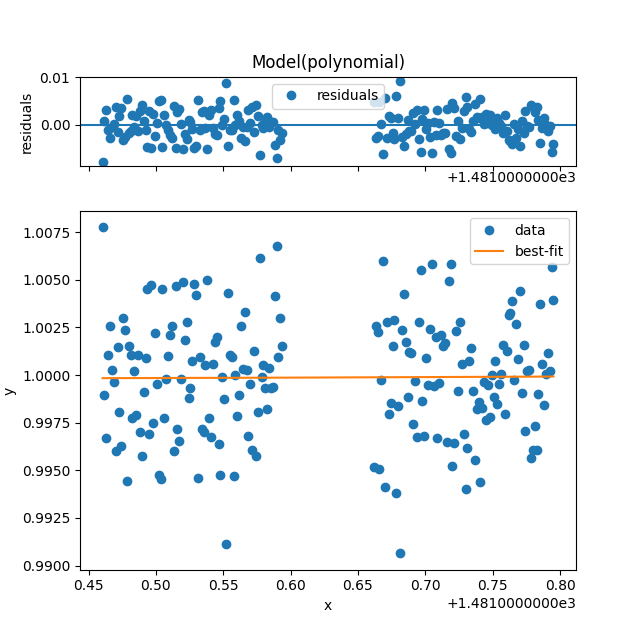 Model(polynomial)
0.01
0.00
residuals
residuals
+1.4810000000e3
1.0075
1.0050
1.0025
1.0000
0.9975
0.9950
0.9925
0.9900
y
data
best-fit
0.45 0.50 0.55 0.60 0.65 0.70 0.75 0.80
x
+1.4810000000e3